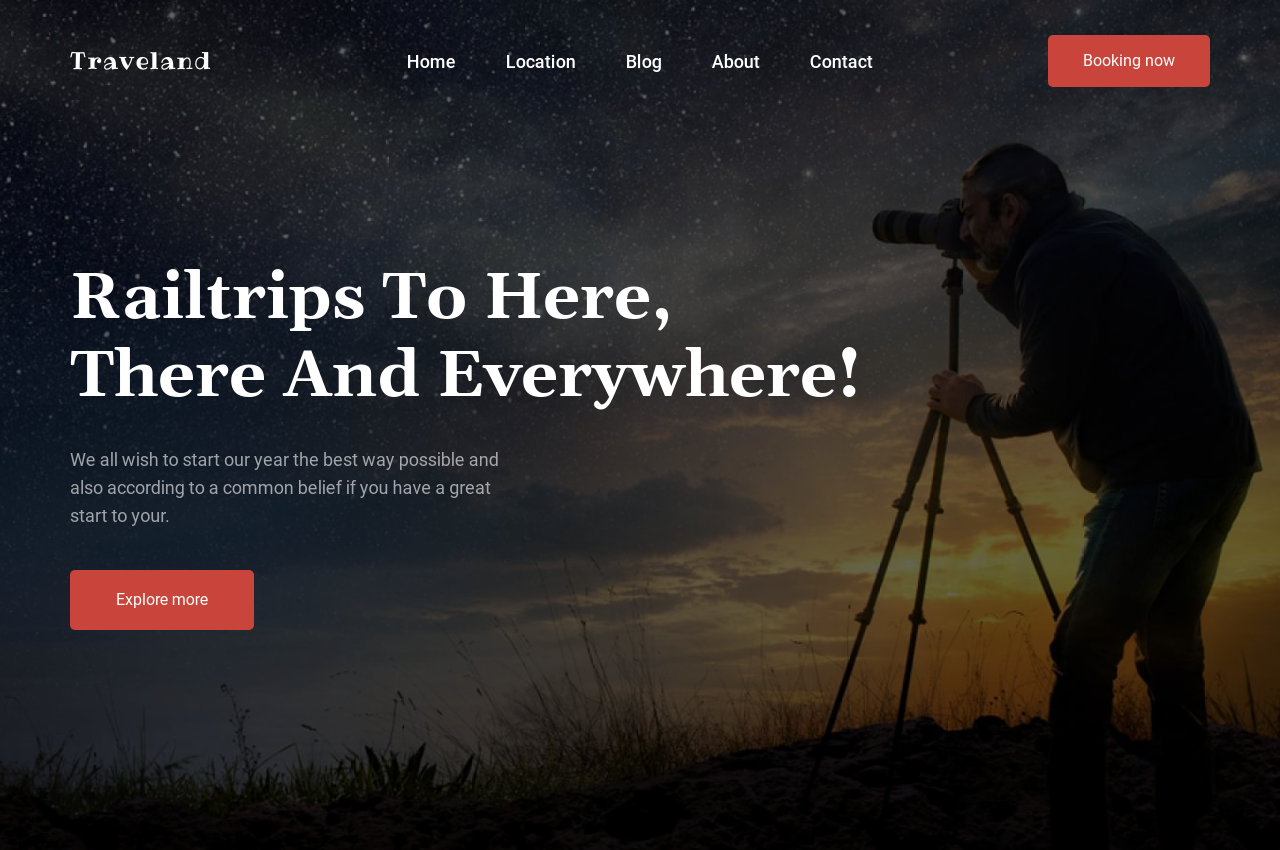 Traveland
Home Location Blog About Contact
Booking now
Railtrips To Here,
There And Everywhere!
We all wish to start our year the best way possible and
also according to a common belief if you have a great
start to your.
Explore more